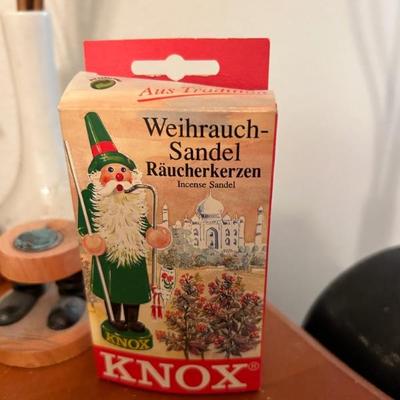 Aus Tradition
Weihrauch-
Sandel
Räucherkerzen
Incense Sandel
KNOX
KNOX®